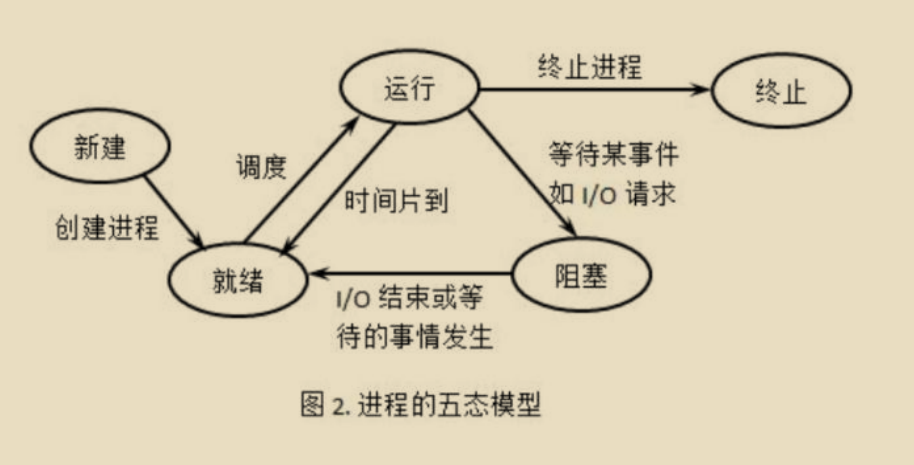 运行
终止进程
终止
新建
调度
等待某事件
如 I/O 请求
时间片到
创建进程
就绪
阻塞
I/O 结束或等
待的事情发生
图 2. 进程的五态模型